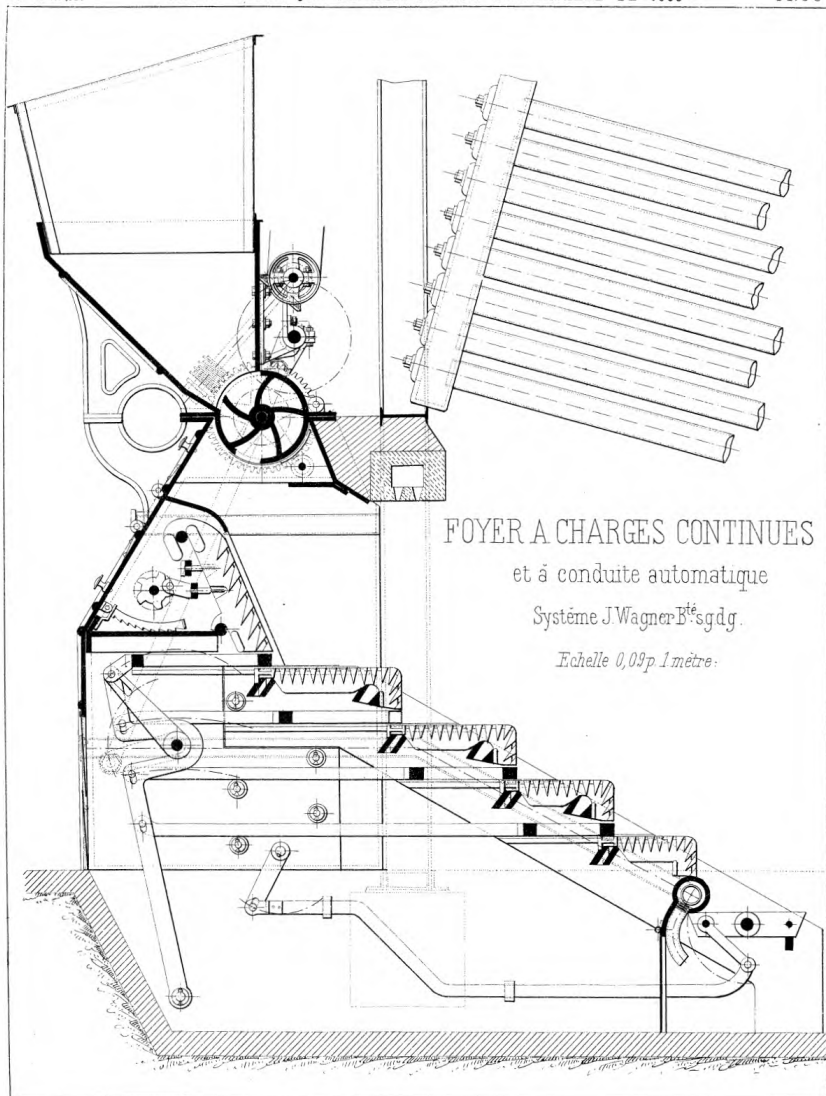 FOYER A CHARGES CONTINUES
et à conduite automatique
Système J. Wagner Bté s.g.d.g.
Echelle 0,09 p. 1 mètre.